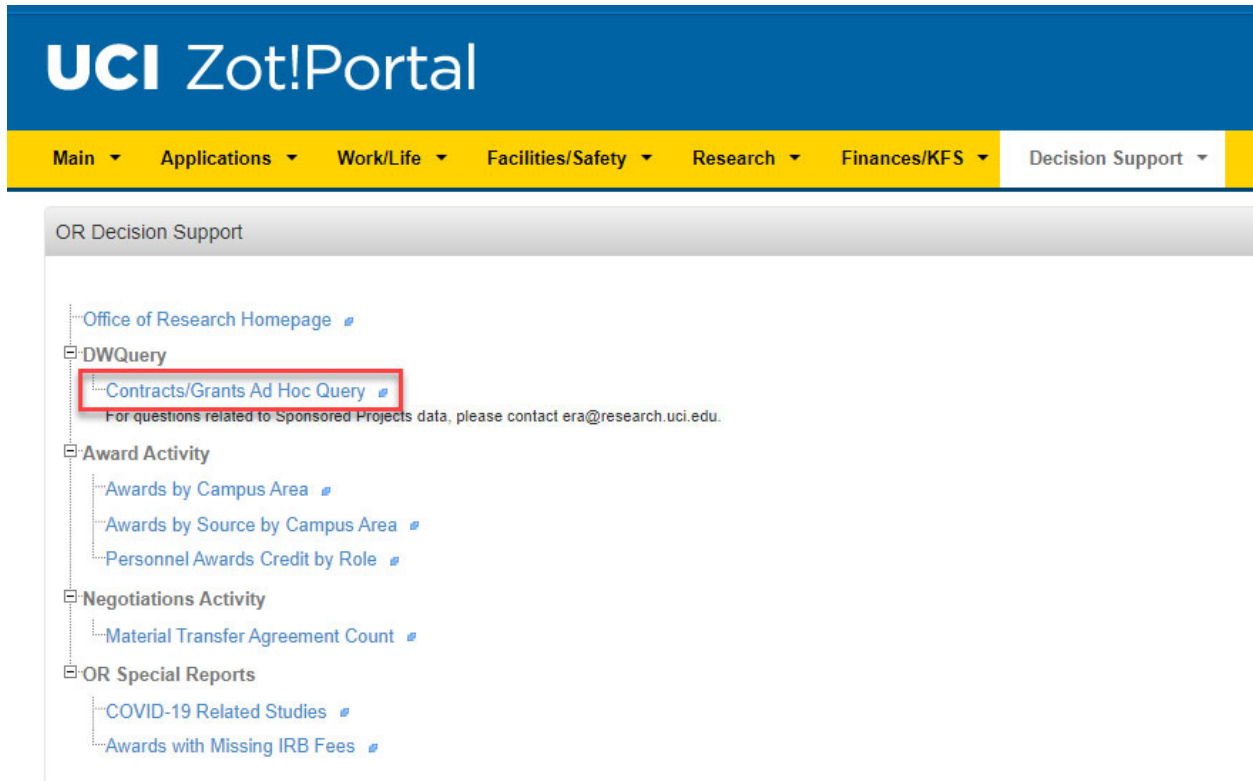 UCI Zot!Portal
Main Applications Work/Life Facilities/Safety Research Finances/KFS Decision Support
OR Decision Support
Office of Research Homepage
DWQuery
Contracts/Grants Ad Hoc Query
For questions related to Sponsored Projects data, please contact era@research.uci.edu.
Award Activity
Awards by Campus Area
Awards by Source by Campus Area
Personnel Awards Credit by Role
Negotiations Activity
Material Transfer Agreement Count
OR Special Reports
COVID-19 Related Studies
Awards with Missing IRB Fees